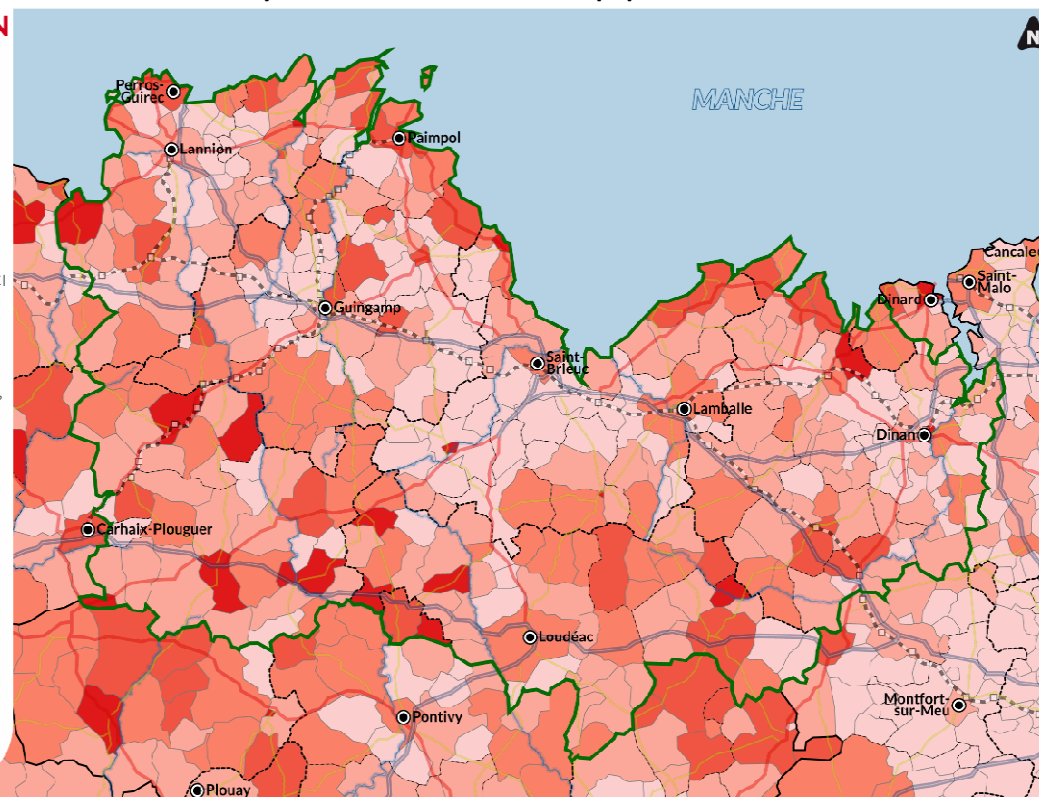 N
N
Perros-
Guirec
MANCHE
Paimpol
Lannion
Cancale
Saint-
Malo
Dinard
Guingamp
Saint-
Brieuc
Lamballe
Dinan
Carhaix-Plouguer
Loudéac
Montfort-
sur-Meu
Pontivy
Plouay